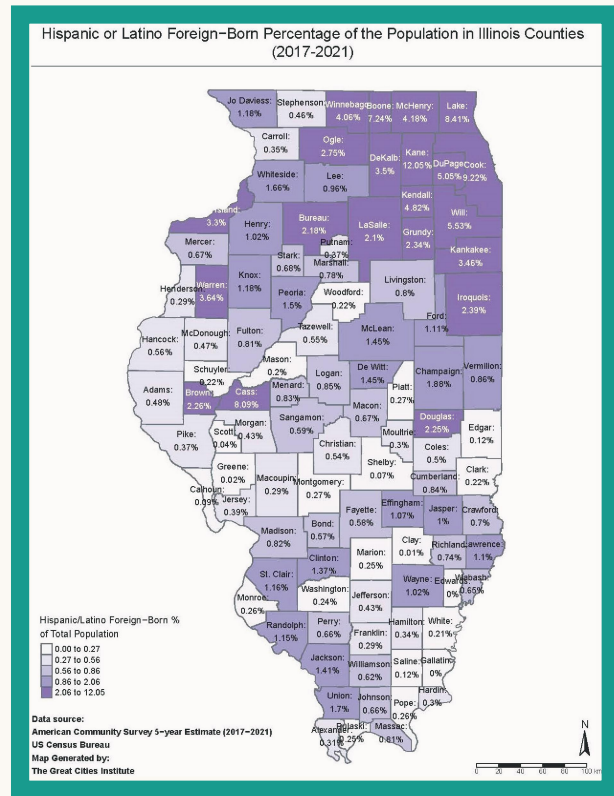 Hispanic or Latino Foreign-Born Percentage of the Population in Illinois Counties
(2017-2021)
Jo Daviess:
1.18%
Stephenson:
0.46%
Winnebago:
4.06%
Boone:
7.24%
McHenry:
4.18%
Lake:
8.41%
Carroll:
0.35%
Ogle:
2.75%
DeKalb:
3.5%
Kane:
12.05%
DuPage:
5.05%
Cook:
9.22%
Whiteside:
1.66%
Lee:
0.96%
Kendall:
4.82%
Will:
5.53%
3.3%
Henry:
1.02%
Bureau:
2.18%
LaSalle:
2.1%
Grundy:
2.34%
Kankakee:
3.46%
Mercer:
0.67%
Putnam:
0.37%
Stark:
0.68%
Marshall:
0.78%
Knox:
1.18%
Warren:
3.64%
Henderson:
0.29%
Peoria:
1.5%
Woodford:
0.22%
Livingston:
0.8%
Iroquois:
2.39%
Ford:
1.11%
Hancock:
0.56%
McDonough:
0.47%
Fulton:
0.81%
Tazewell:
0.55%
McLean:
1.45%
Schuyler:
0.22%
Mason:
0.2%
Logan:
0.85%
De Witt:
1.45%
Piatt:
0.27%
Champaign:
1.88%
Vermilion:
0.86%
Adams:
0.48%
Brown:
2.26%
Cass:
8.09%
Menard:
0.83%
Macon:
0.67%
Douglas:
2.25%
Edgar:
0.12%
Pike:
0.37%
Scott:
0.04%
Morgan:
0.43%
Sangamon:
0.59%
Christian:
0.54%
Moultrie:
0.3%
Coles:
0.5%
Shelby:
0.07%
Cumberland:
0.84%
Clark:
0.22%
Greene:
0.02%
Calhoun:
0.09%
Jersey:
0.39%
Macoupin:
0.29%
Montgomery:
0.27%
Fayette:
0.58%
Effingham:
1.07%
Jasper:
1%
Crawford:
0.7%
Madison:
0.82%
Bond:
0.57%
Clay:
0.01%
Richland:
0.74%
Lawrence:
1.1%
Clinton:
1.37%
Marion:
0.25%
St. Clair:
1.16%
Wayne:
1.02%
Edwards:
0%
Wabash:
0.65%
Monroe:
0.26%
Washington:
0.24%
Jefferson:
0.43%
Randolph:
1.15%
Perry:
0.66%
Hamilton:
0.34%
White:
0.21%
Franklin:
0.29%
Jackson:
1.41%
Williamson:
0.62%
Saline:
0.12%
Gallatin:
0%
Union:
1.7%
Johnson:
0.66%
Pope:
0.26%
Hardin:
0.3%
Alexander:
0.31%
Pulaski:
0.25%
Massac:
0.81%
Hispanic/Latino Foreign-Born %
of Total Population
0.00 to 0.27
0.27 to 0.56
0.56 to 0.86
0.86 to 2.06
2.06 to 12.05
Data source:
American Community Survey 5-year Estimate (2017-2021)
US Census Bureau
Map Generated by:
The Great Cities Institute
N
0 20 40 60 80 100 km